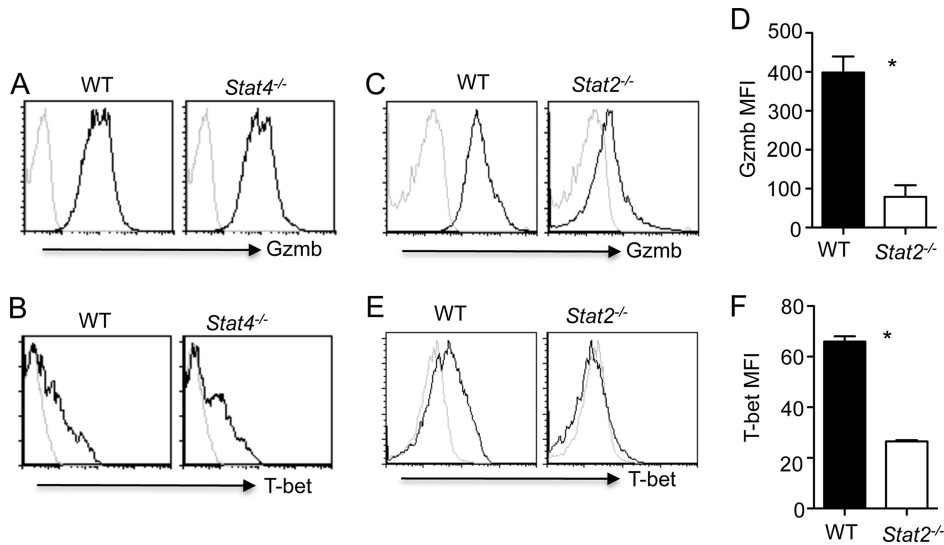 A
WT
Stat4-/-
Gzmb
B
WT
Stat4-/-
T-bet
C
WT
Stat2-/-
Gzmb
D
500
400
300
200
100
0
Gzmb MFI
*
WT
Stat2-/-
E
WT
Stat2-/-
T-bet
F
80
60
40
20
0
T-bet MFI
*
WT
Stat2-/-